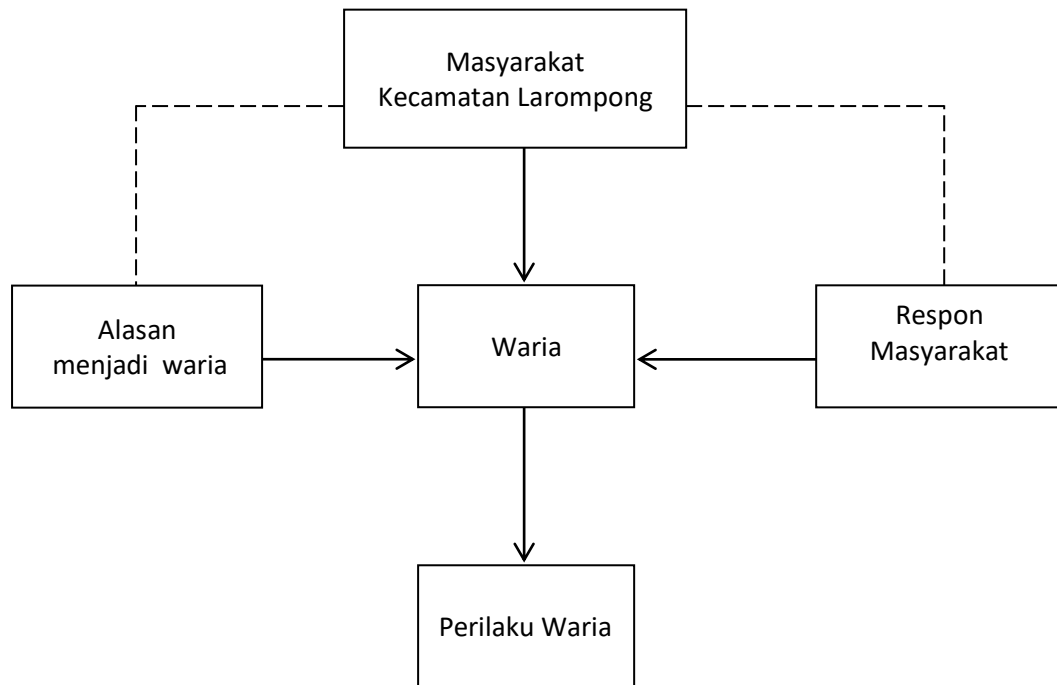 Masyarakat
Kecamatan Larompong
Alasan
menjadi waria
Waria
Respon
Masyarakat
Perilaku Waria